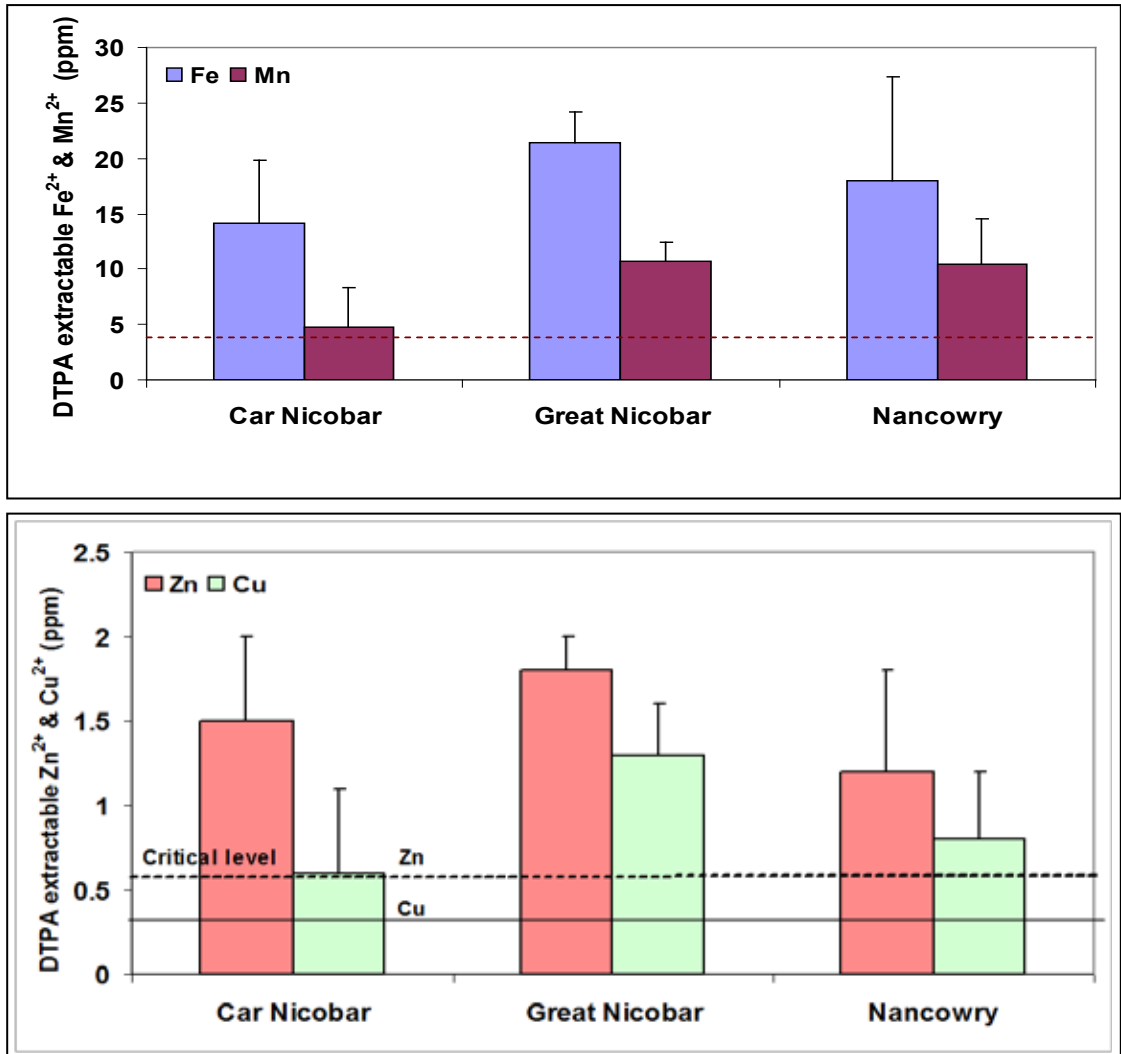 DTPA extractable Fe²⁺ & Mn²⁺ (ppm)
30
25
20
15
10
5
0
Fe Mn
Car Nicobar Great Nicobar Nancowry
DTPA extractable Zn²⁺ & Cu²⁺ (ppm)
2.5
2
1.5
1
0.5
0
Zn Cu
Critical level Zn
Cu
Car Nicobar Great Nicobar Nancowry